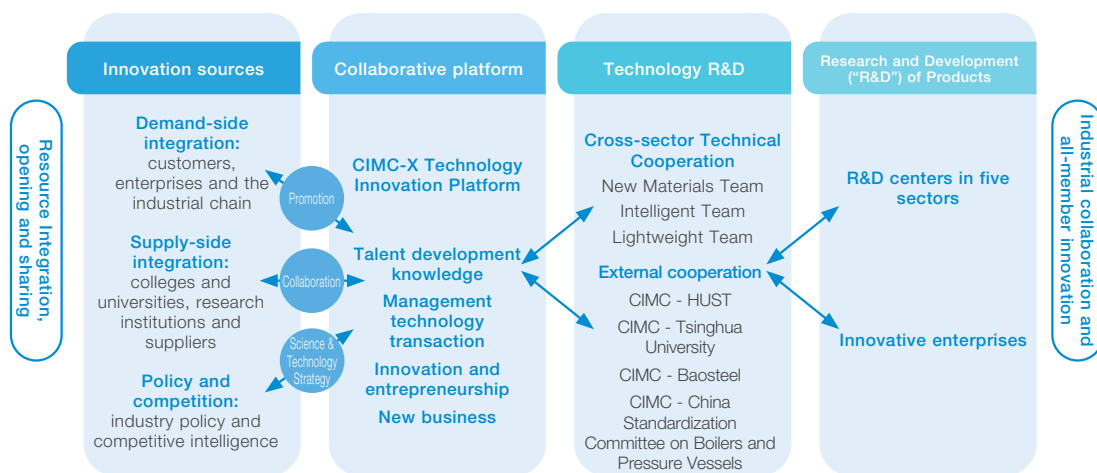 Resource Integration,
opening and sharing
Innovation sources
Demand-side
integration:
customers,
enterprises and the
industrial chain
Supply-side
integration:
colleges and
universities, research
institutions and
suppliers
Policy and
competition:
industry policy and
competitive intelligence
Promotion
Collaboration
Science &
Technology
Strategy
Collaborative platform
CIMC-X Technology
Innovation Platform
Talent development
knowledge
Management
technology
transaction
Innovation and
entrepreneurship
New business
Technology R&D
Cross-sector Technical
Cooperation
New Materials Team
Intelligent Team
Lightweight Team
External cooperation
CIMC - HUST
CIMC - Tsinghua
University
CIMC - Baosteel
CIMC - China
Standardization
Committee on Boilers and
Pressure Vessels
Research and Development
("R&D") of Products
R&D centers in five
sectors
Innovative enterprises
Industrial collaboration and
all-member innovation